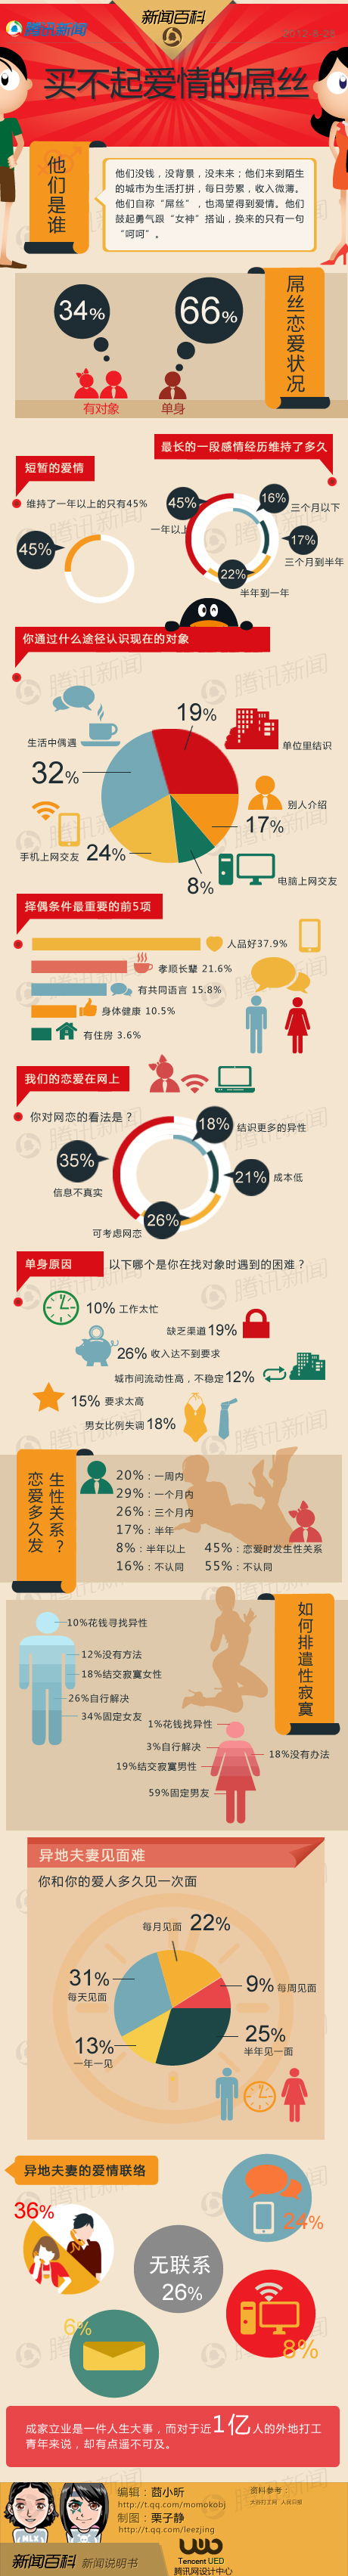 新闻百科
腾讯新闻
2012-9-28
买不起爱情的屌丝
他们是谁
他们没钱，没背景，没未来；他们来到陌生
的城市为生活打拼，每日劳累，收入微薄。
他们自称“屌丝”，也渴望得到爱情。他们
鼓起勇气跟“女神”搭讪，换来的只有一句
“呵呵”。
屌丝恋爱状况
34%
66%
有对象
单身
最长的一段感情经历维持了多久
短暂的爱情
维持了一年以上的只有45%
45%
45%
一年以上
16%
三个月以下
17%
三个月到半年
22%
半年到一年
你通过什么途径认识现在的对象
19%
单位里结识
生活中偶遇
32%
别人介绍
17%
手机上网交友 24%
8%
电脑上网交友
择偶条件最重要的前5项
人品好37.9%
孝顺长辈 21.6%
有共同语言 15.8%
身体健康 10.5%
有住房 3.6%
我们的恋爱在网上
你对网恋的看法是？
18% 结识更多的异性
35%
信息不真实
21% 成本低
26%
可考虑网恋
单身原因
以下哪个是你在找对象时遇到的困难？
10% 工作太忙
缺乏渠道19%
26% 收入达不到要求
城市间流动性高，不稳定12%
15% 要求太高
男女比例失调18%
恋爱多久发
生性关系？
20%：一周内
29%：一个月内
26%：三个月内
17%：半年
8%：半年以上
16%：不认同
45%：恋爱时发生性关系
55%：不认同
如何排遣性寂寞
10%花钱寻找异性
12%没有方法
18%结交寂寞女性
26%自行解决
34%固定女友
1%花钱找异性
3%自行解决
19%结交寂寞男性
59%固定男友
18%没有办法
异地夫妻见面难
你和你的爱人多久见一次面
每月见面 22%
31%
每天见面
9% 每周见面
13%
一年一见
25%
半年见一面
异地夫妻的爱情联络
36%
24%
无联系
26%
6%
8%
成家立业是一件人生大事，而对于近1亿人的外地打工
青年来说，却有点遥不可及。
编辑：茴小昕
http://t.qq.com/momokobj
制图：栗子静
http://t.qq.com/leezjing
资料参考：
新闻百科 新闻说明书
Tencent UED
腾讯网设计中心